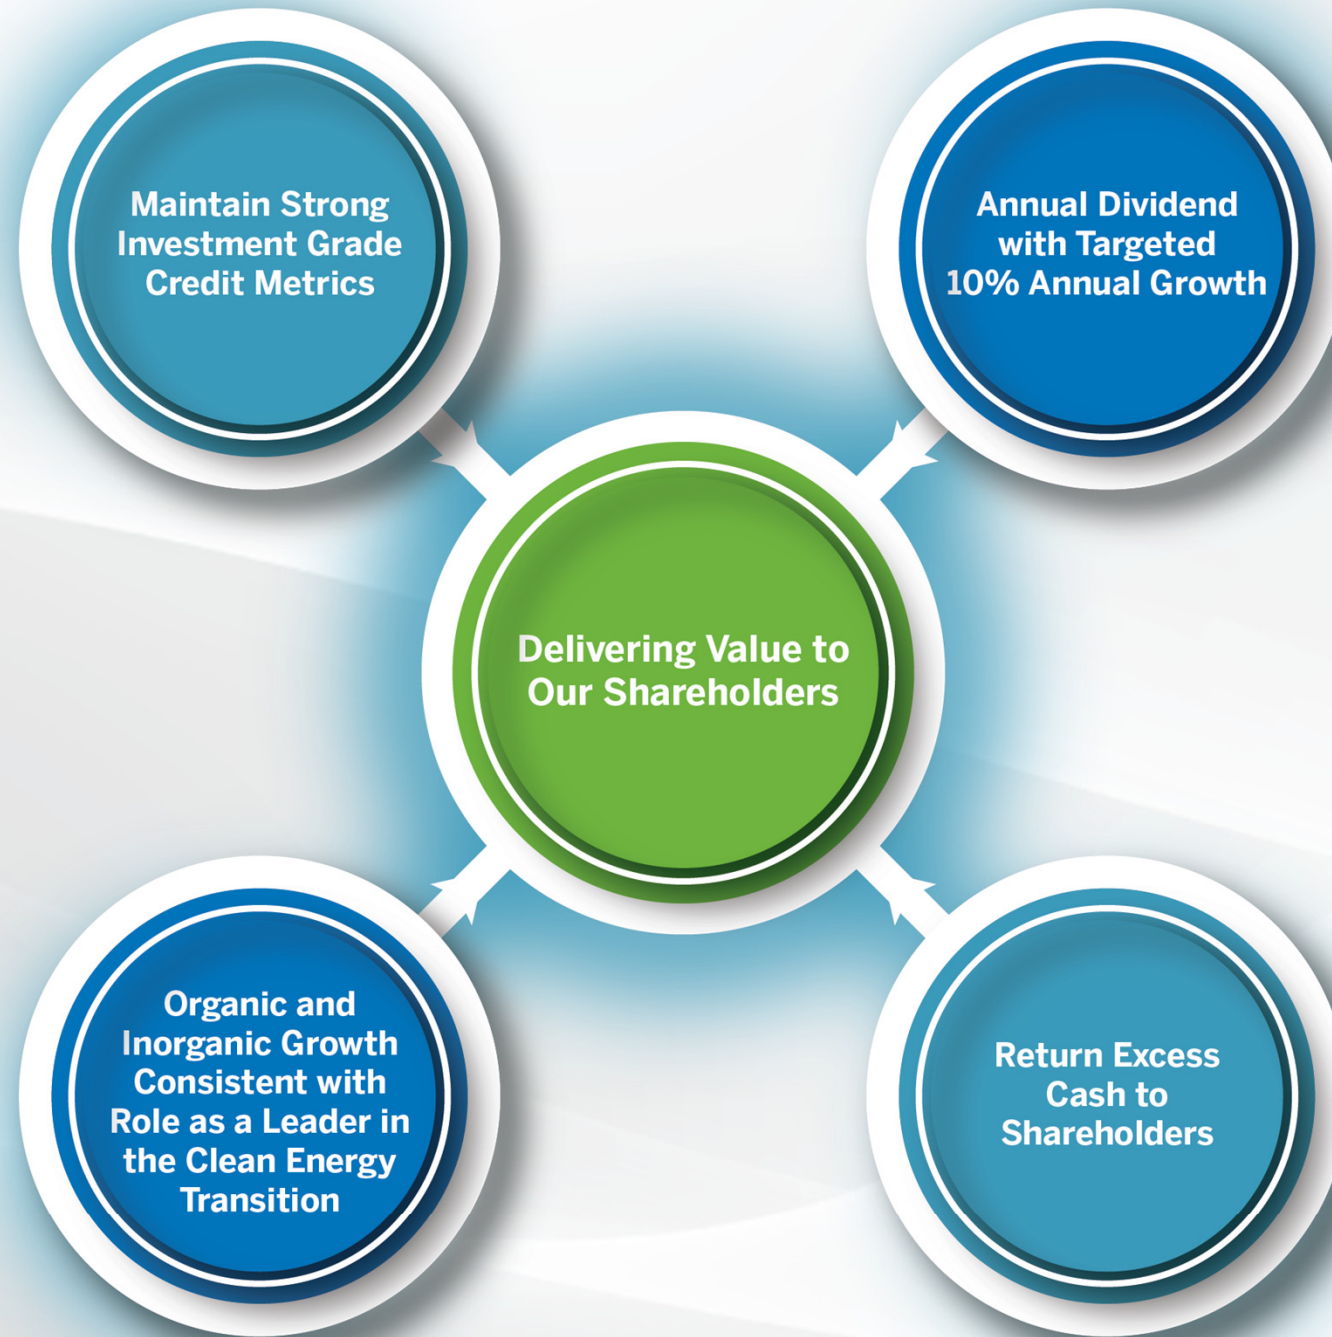 Maintain Strong
Investment Grade
Credit Metrics
Annual Dividend
with Targeted
10% Annual Growth
Delivering Value to
Our Shareholders
Organic and
Inorganic Growth
Consistent with
Role as a Leader in
the Clean Energy
Transition
Return Excess
Cash to
Shareholders